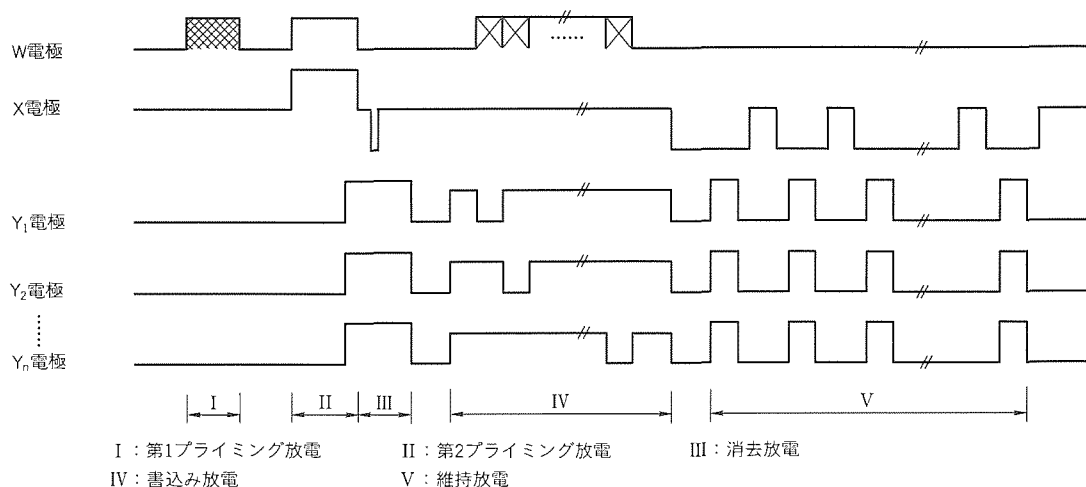 W電極
X電極
Y₁電極
Y₂電極
Yₙ電極
I
II
III
IV
V
I：第1プライミング放電
II：第2プライミング放電
III：消去放電
IV：書込み放電
V：維持放電